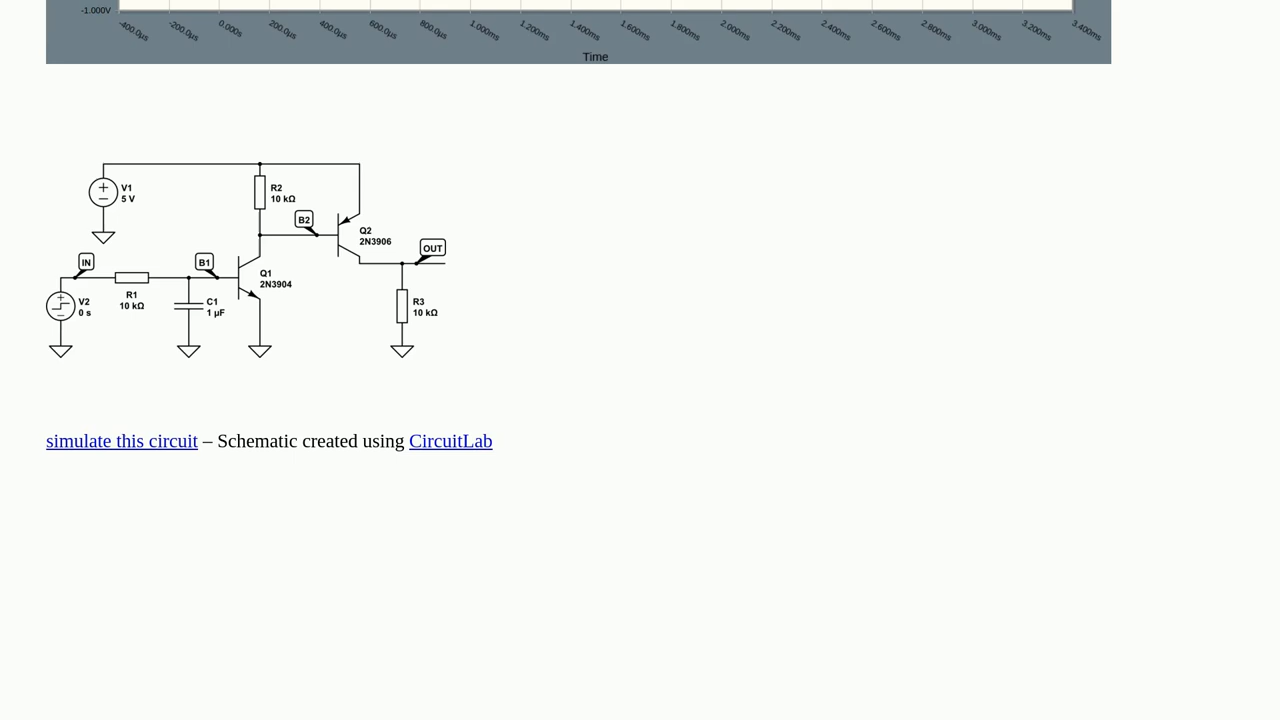 -1.000V
-400.0µs -200.0µs 0.000s 200.0µs 400.0µs 600.0µs 800.0µs 1.000ms 1.200ms 1.400ms 1.600ms 1.800ms 2.000ms 2.200ms 2.400ms 2.600ms 2.800ms 3.000ms 3.200ms 3.400ms
Time
V1
5 V
R2
10 kΩ
B2
Q2
2N3906
OUT
IN
B1
R1
10 kΩ
Q1
2N3904
V2
0 s
C1
1 µF
R3
10 kΩ
simulate this circuit – Schematic created using CircuitLab